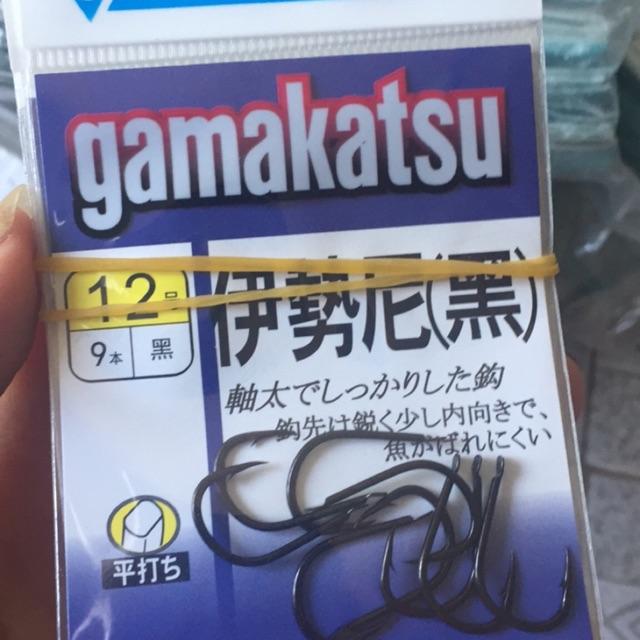 gamakatsu
12号
9本 黑
伊勢尼(黑)
軸太でしっかりした鈎
鈎先は鋭く少し内向きで、
魚がばれにくい
平打ち